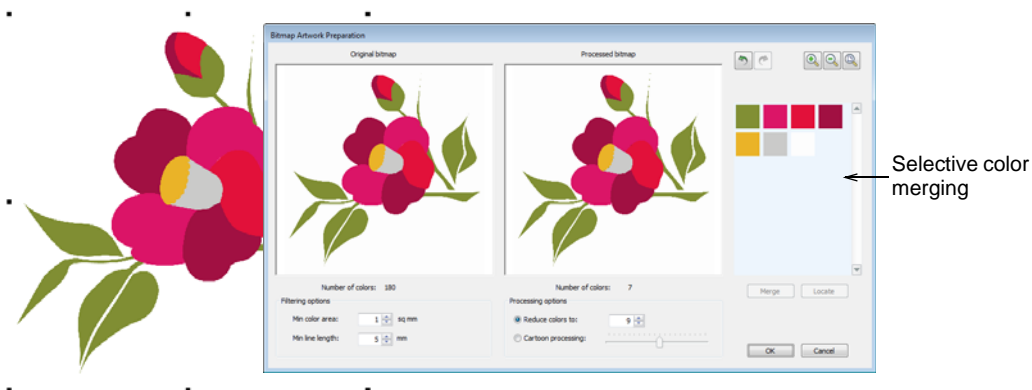 Bitmap Artwork Preparation
Original bitmap
Processed bitmap
Selective color
merging
Number of colors: 180
Number of colors: 7
Merge
Locate
Filtering options
Processing options
Min color area: 1 sq mm
Reduce colors to: 9
Min line length: 5 mm
Cartoon processing:
OK
Cancel